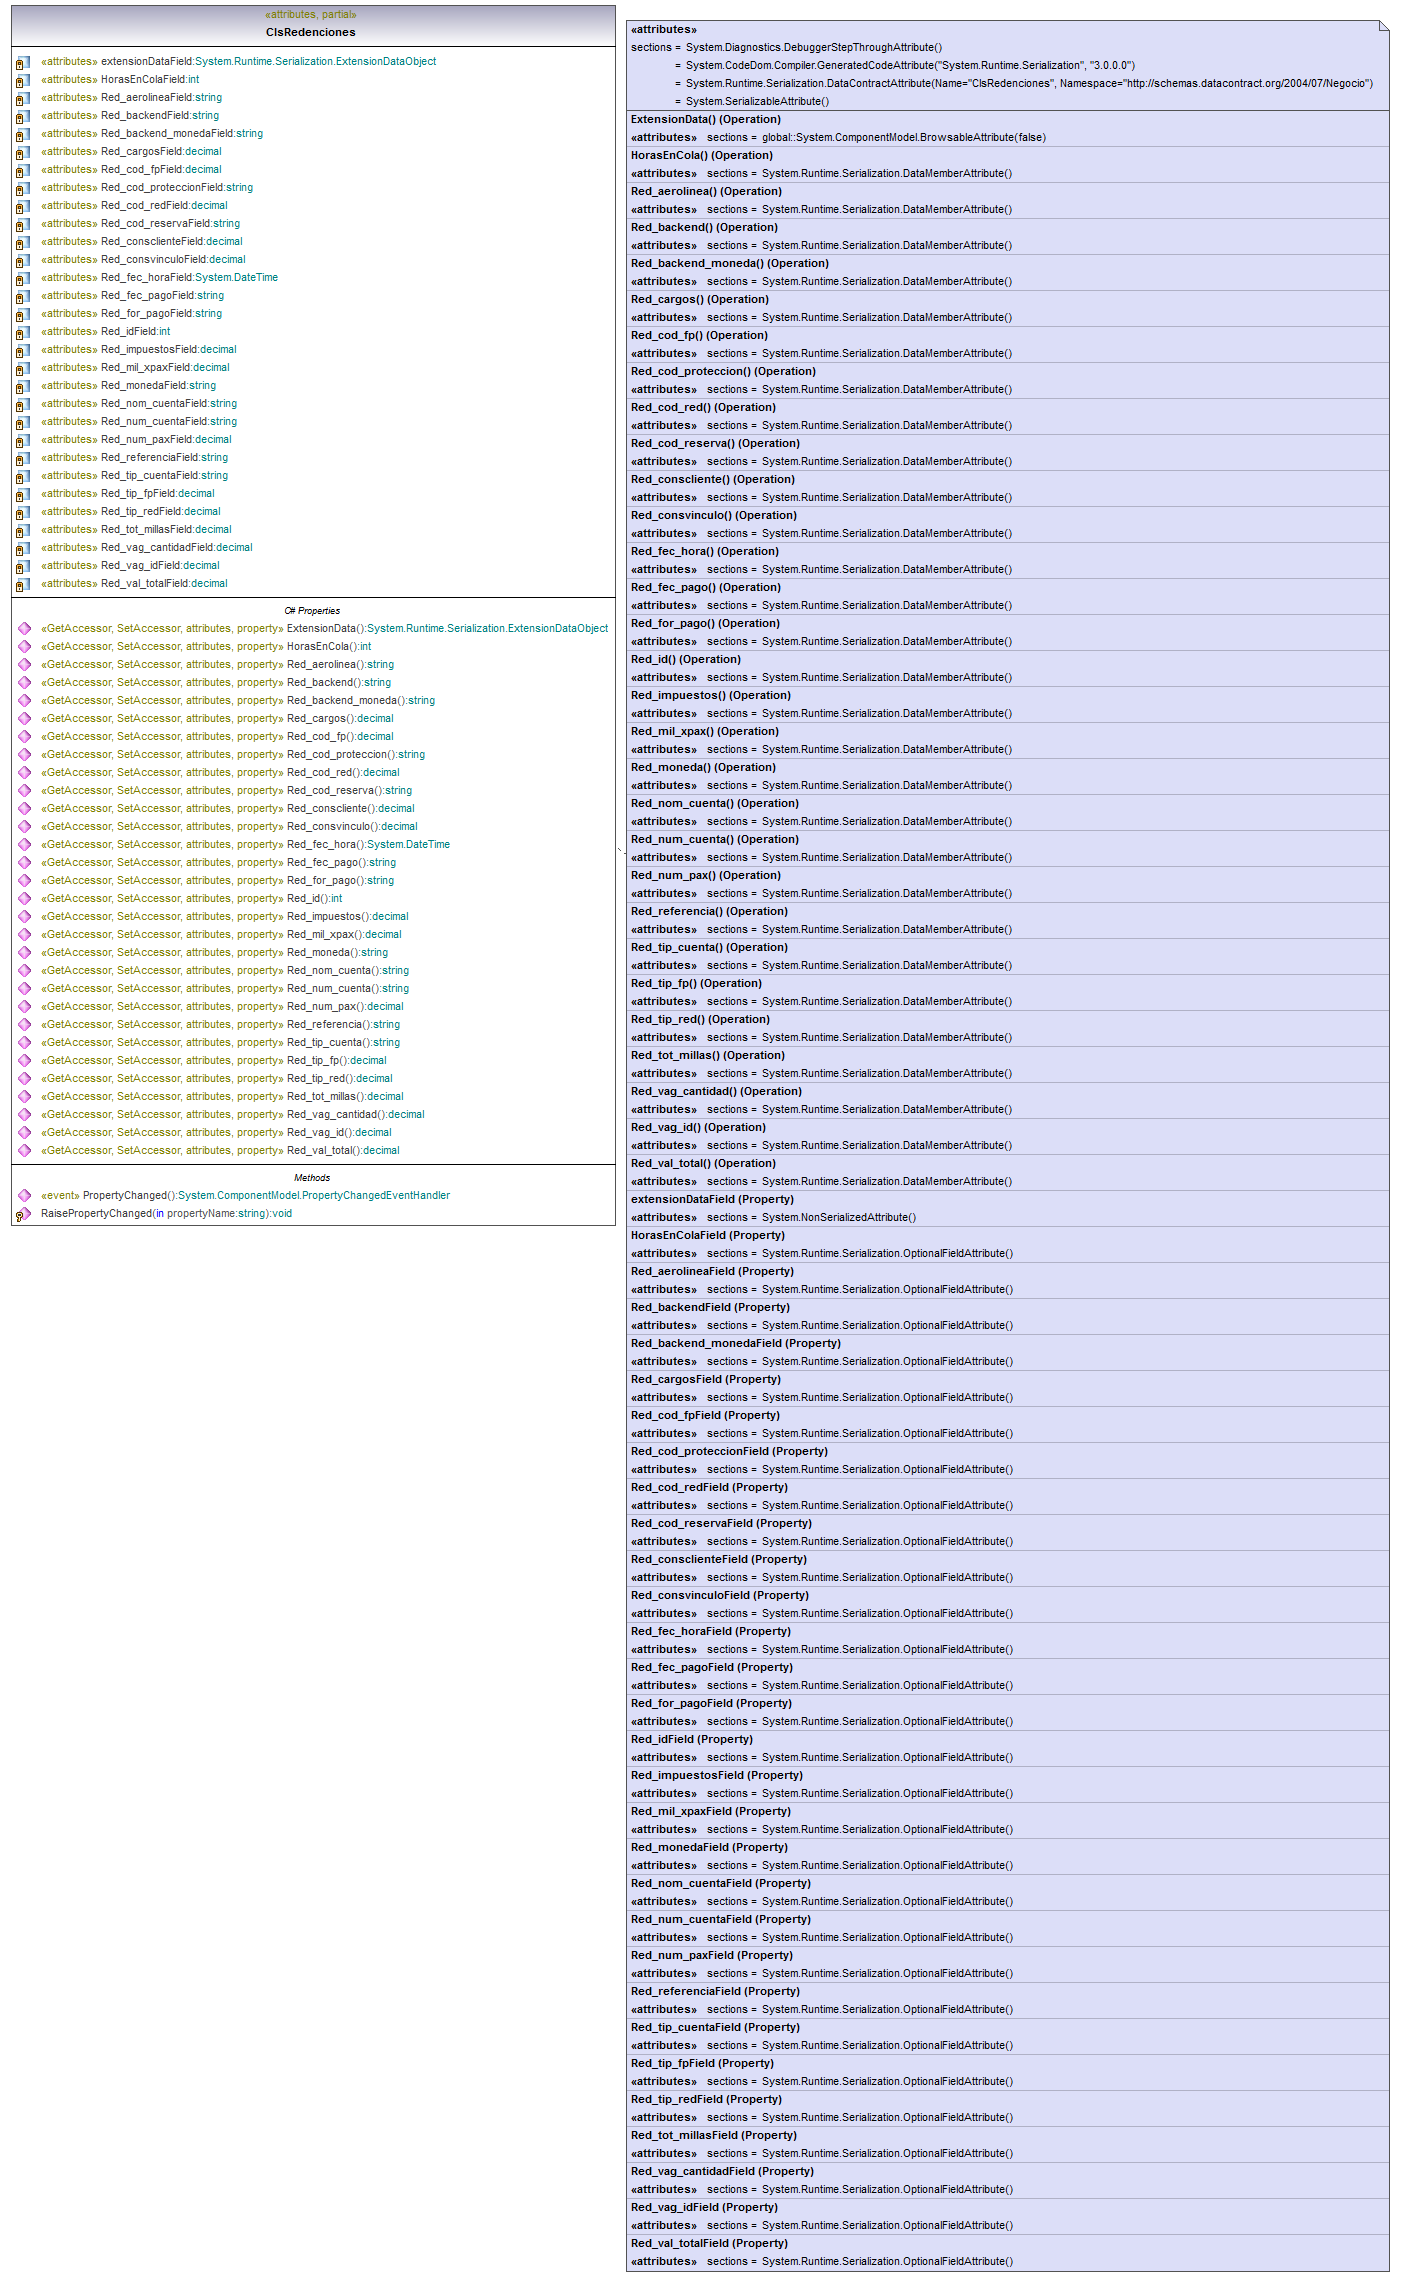 «attributes, partial»
ClsRedenciones
«attributes» extensionDataField:System.Runtime.Serialization.ExtensionDataObject
«attributes» HorasEnColaField:int
«attributes» Red_aerolineaField:string
«attributes» Red_backendField:string
«attributes» Red_backend_monedaField:string
«attributes» Red_cargosField:decimal
«attributes» Red_cod_fpField:decimal
«attributes» Red_cod_proteccionField:string
«attributes» Red_cod_redField:decimal
«attributes» Red_cod_reservaField:string
«attributes» Red_consclienteField:decimal
«attributes» Red_consvinculoField:decimal
«attributes» Red_fec_horaField:System.DateTime
«attributes» Red_fec_pagoField:string
«attributes» Red_for_pagoField:string
«attributes» Red_idField:int
«attributes» Red_impuestosField:decimal
«attributes» Red_mil_xpaxField:decimal
«attributes» Red_monedaField:string
«attributes» Red_nom_cuentaField:string
«attributes» Red_num_cuentaField:string
«attributes» Red_num_paxField:decimal
«attributes» Red_referenciaField:string
«attributes» Red_tip_cuentaField:string
«attributes» Red_tip_fpField:decimal
«attributes» Red_tip_redField:decimal
«attributes» Red_tot_millasField:decimal
«attributes» Red_vag_cantidadField:decimal
«attributes» Red_vag_idField:decimal
«attributes» Red_val_totalField:decimal
C# Properties
«GetAccessor, SetAccessor, attributes, property» ExtensionData():System.Runtime.Serialization.ExtensionDataObject
«GetAccessor, SetAccessor, attributes, property» HorasEnCola():int
«GetAccessor, SetAccessor, attributes, property» Red_aerolinea():string
«GetAccessor, SetAccessor, attributes, property» Red_backend():string
«GetAccessor, SetAccessor, attributes, property» Red_backend_moneda():string
«GetAccessor, SetAccessor, attributes, property» Red_cargos():decimal
«GetAccessor, SetAccessor, attributes, property» Red_cod_fp():decimal
«GetAccessor, SetAccessor, attributes, property» Red_cod_proteccion():string
«GetAccessor, SetAccessor, attributes, property» Red_cod_red():decimal
«GetAccessor, SetAccessor, attributes, property» Red_cod_reserva():string
«GetAccessor, SetAccessor, attributes, property» Red_conscliente():decimal
«GetAccessor, SetAccessor, attributes, property» Red_consvinculo():decimal
«GetAccessor, SetAccessor, attributes, property» Red_fec_hora():System.DateTime
«GetAccessor, SetAccessor, attributes, property» Red_fec_pago():string
«GetAccessor, SetAccessor, attributes, property» Red_for_pago():string
«GetAccessor, SetAccessor, attributes, property» Red_id():int
«GetAccessor, SetAccessor, attributes, property» Red_impuestos():decimal
«GetAccessor, SetAccessor, attributes, property» Red_mil_xpax():decimal
«GetAccessor, SetAccessor, attributes, property» Red_moneda():string
«GetAccessor, SetAccessor, attributes, property» Red_nom_cuenta():string
«GetAccessor, SetAccessor, attributes, property» Red_num_cuenta():string
«GetAccessor, SetAccessor, attributes, property» Red_num_pax():decimal
«GetAccessor, SetAccessor, attributes, property» Red_referencia():string
«GetAccessor, SetAccessor, attributes, property» Red_tip_cuenta():string
«GetAccessor, SetAccessor, attributes, property» Red_tip_fp():decimal
«GetAccessor, SetAccessor, attributes, property» Red_tip_red():decimal
«GetAccessor, SetAccessor, attributes, property» Red_tot_millas():decimal
«GetAccessor, SetAccessor, attributes, property» Red_vag_cantidad():decimal
«GetAccessor, SetAccessor, attributes, property» Red_vag_id():decimal
«GetAccessor, SetAccessor, attributes, property» Red_val_total():decimal
Methods
«event» PropertyChanged():System.ComponentModel.PropertyChangedEventHandler
RaisePropertyChanged(in propertyName:string):void
«attributes»
sections = System.Diagnostics.DebuggerStepThroughAttribute()
= System.CodeDom.Compiler.GeneratedCodeAttribute("System.Runtime.Serialization", "3.0.0.0")
= System.Runtime.Serialization.DataContractAttribute(Name="ClsRedenciones", Namespace="http://schemas.datacontract.org/2004/07/Negocio")
= System.SerializableAttribute()
ExtensionData() (Operation)
«attributes» sections = global::System.ComponentModel.BrowsableAttribute(false)
HorasEnCola() (Operation)
«attributes» sections = System.Runtime.Serialization.DataMemberAttribute()
Red_aerolinea() (Operation)
«attributes» sections = System.Runtime.Serialization.DataMemberAttribute()
Red_backend() (Operation)
«attributes» sections = System.Runtime.Serialization.DataMemberAttribute()
Red_backend_moneda() (Operation)
«attributes» sections = System.Runtime.Serialization.DataMemberAttribute()
Red_cargos() (Operation)
«attributes» sections = System.Runtime.Serialization.DataMemberAttribute()
Red_cod_fp() (Operation)
«attributes» sections = System.Runtime.Serialization.DataMemberAttribute()
Red_cod_proteccion() (Operation)
«attributes» sections = System.Runtime.Serialization.DataMemberAttribute()
Red_cod_red() (Operation)
«attributes» sections = System.Runtime.Serialization.DataMemberAttribute()
Red_cod_reserva() (Operation)
«attributes» sections = System.Runtime.Serialization.DataMemberAttribute()
Red_conscliente() (Operation)
«attributes» sections = System.Runtime.Serialization.DataMemberAttribute()
Red_consvinculo() (Operation)
«attributes» sections = System.Runtime.Serialization.DataMemberAttribute()
Red_fec_hora() (Operation)
«attributes» sections = System.Runtime.Serialization.DataMemberAttribute()
Red_fec_pago() (Operation)
«attributes» sections = System.Runtime.Serialization.DataMemberAttribute()
Red_for_pago() (Operation)
«attributes» sections = System.Runtime.Serialization.DataMemberAttribute()
Red_id() (Operation)
«attributes» sections = System.Runtime.Serialization.DataMemberAttribute()
Red_impuestos() (Operation)
«attributes» sections = System.Runtime.Serialization.DataMemberAttribute()
Red_mil_xpax() (Operation)
«attributes» sections = System.Runtime.Serialization.DataMemberAttribute()
Red_moneda() (Operation)
«attributes» sections = System.Runtime.Serialization.DataMemberAttribute()
Red_nom_cuenta() (Operation)
«attributes» sections = System.Runtime.Serialization.DataMemberAttribute()
Red_num_cuenta() (Operation)
«attributes» sections = System.Runtime.Serialization.DataMemberAttribute()
Red_num_pax() (Operation)
«attributes» sections = System.Runtime.Serialization.DataMemberAttribute()
Red_referencia() (Operation)
«attributes» sections = System.Runtime.Serialization.DataMemberAttribute()
Red_tip_cuenta() (Operation)
«attributes» sections = System.Runtime.Serialization.DataMemberAttribute()
Red_tip_fp() (Operation)
«attributes» sections = System.Runtime.Serialization.DataMemberAttribute()
Red_tip_red() (Operation)
«attributes» sections = System.Runtime.Serialization.DataMemberAttribute()
Red_tot_millas() (Operation)
«attributes» sections = System.Runtime.Serialization.DataMemberAttribute()
Red_vag_cantidad() (Operation)
«attributes» sections = System.Runtime.Serialization.DataMemberAttribute()
Red_vag_id() (Operation)
«attributes» sections = System.Runtime.Serialization.DataMemberAttribute()
Red_val_total() (Operation)
«attributes» sections = System.Runtime.Serialization.DataMemberAttribute()
extensionDataField (Property)
«attributes» sections = System.NonSerializedAttribute()
HorasEnColaField (Property)
«attributes» sections = System.Runtime.Serialization.OptionalFieldAttribute()
Red_aerolineaField (Property)
«attributes» sections = System.Runtime.Serialization.OptionalFieldAttribute()
Red_backendField (Property)
«attributes» sections = System.Runtime.Serialization.OptionalFieldAttribute()
Red_backend_monedaField (Property)
«attributes» sections = System.Runtime.Serialization.OptionalFieldAttribute()
Red_cargosField (Property)
«attributes» sections = System.Runtime.Serialization.OptionalFieldAttribute()
Red_cod_fpField (Property)
«attributes» sections = System.Runtime.Serialization.OptionalFieldAttribute()
Red_cod_proteccionField (Property)
«attributes» sections = System.Runtime.Serialization.OptionalFieldAttribute()
Red_cod_redField (Property)
«attributes» sections = System.Runtime.Serialization.OptionalFieldAttribute()
Red_cod_reservaField (Property)
«attributes» sections = System.Runtime.Serialization.OptionalFieldAttribute()
Red_consclienteField (Property)
«attributes» sections = System.Runtime.Serialization.OptionalFieldAttribute()
Red_consvinculoField (Property)
«attributes» sections = System.Runtime.Serialization.OptionalFieldAttribute()
Red_fec_horaField (Property)
«attributes» sections = System.Runtime.Serialization.OptionalFieldAttribute()
Red_fec_pagoField (Property)
«attributes» sections = System.Runtime.Serialization.OptionalFieldAttribute()
Red_for_pagoField (Property)
«attributes» sections = System.Runtime.Serialization.OptionalFieldAttribute()
Red_idField (Property)
«attributes» sections = System.Runtime.Serialization.OptionalFieldAttribute()
Red_impuestosField (Property)
«attributes» sections = System.Runtime.Serialization.OptionalFieldAttribute()
Red_mil_xpaxField (Property)
«attributes» sections = System.Runtime.Serialization.OptionalFieldAttribute()
Red_monedaField (Property)
«attributes» sections = System.Runtime.Serialization.OptionalFieldAttribute()
Red_nom_cuentaField (Property)
«attributes» sections = System.Runtime.Serialization.OptionalFieldAttribute()
Red_num_cuentaField (Property)
«attributes» sections = System.Runtime.Serialization.OptionalFieldAttribute()
Red_num_paxField (Property)
«attributes» sections = System.Runtime.Serialization.OptionalFieldAttribute()
Red_referenciaField (Property)
«attributes» sections = System.Runtime.Serialization.OptionalFieldAttribute()
Red_tip_cuentaField (Property)
«attributes» sections = System.Runtime.Serialization.OptionalFieldAttribute()
Red_tip_fpField (Property)
«attributes» sections = System.Runtime.Serialization.OptionalFieldAttribute()
Red_tip_redField (Property)
«attributes» sections = System.Runtime.Serialization.OptionalFieldAttribute()
Red_tot_millasField (Property)
«attributes» sections = System.Runtime.Serialization.OptionalFieldAttribute()
Red_vag_cantidadField (Property)
«attributes» sections = System.Runtime.Serialization.OptionalFieldAttribute()
Red_vag_idField (Property)
«attributes» sections = System.Runtime.Serialization.OptionalFieldAttribute()
Red_val_totalField (Property)
«attributes» sections = System.Runtime.Serialization.OptionalFieldAttribute()